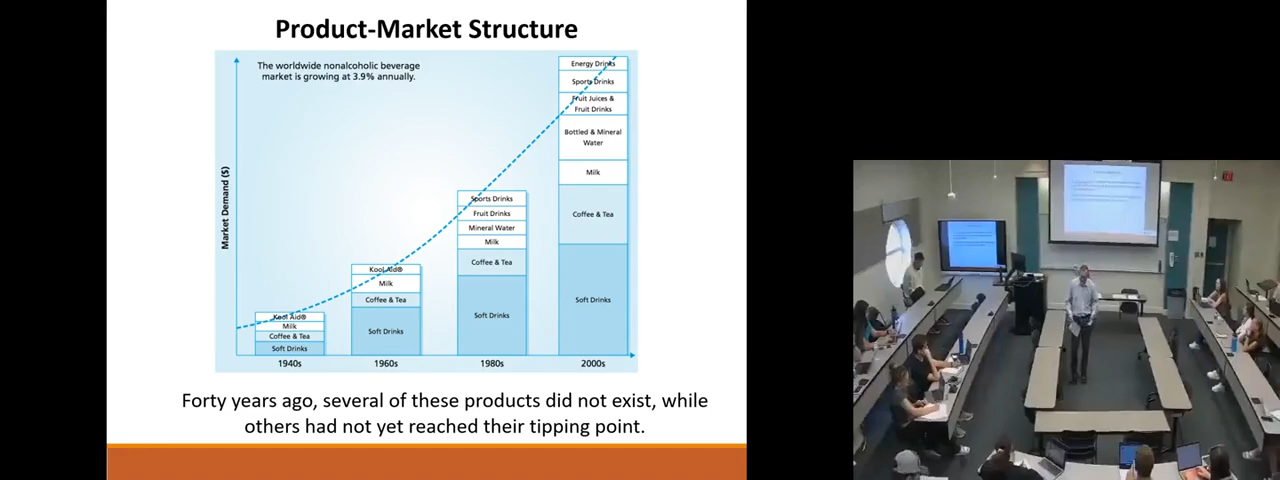 Product-Market Structure
The worldwide nonalcoholic beverage
market is growing at 3.9% annually.
Market Demand ($)
Kool Aid®
Milk
Coffee & Tea
Soft Drinks
1940s
Kool Aid®
Milk
Coffee & Tea
Soft Drinks
1960s
Sports Drinks
Fruit Drinks
Mineral Water
Milk
Coffee & Tea
Soft Drinks
1980s
Energy Drinks
Sports Drinks
Fruit Juices &
Fruit Drinks
Bottled & Mineral
Water
Milk
Coffee & Tea
Soft Drinks
2000s
Forty years ago, several of these products did not exist, while
others had not yet reached their tipping point.